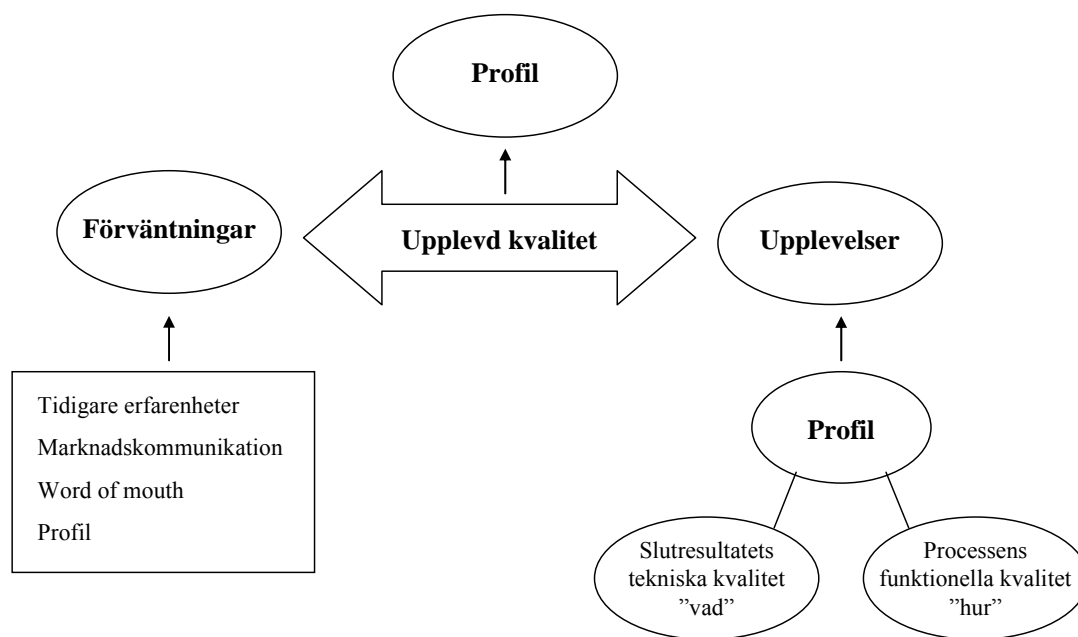 Profil
Förväntningar
Upplevd kvalitet
Upplevelser
Tidigare erfarenheter
Marknadskommunikation
Word of mouth
Profil
Profil
Slutresultatets
tekniska kvalitet
”vad”
Processens
funktionella kvalitet
”hur”